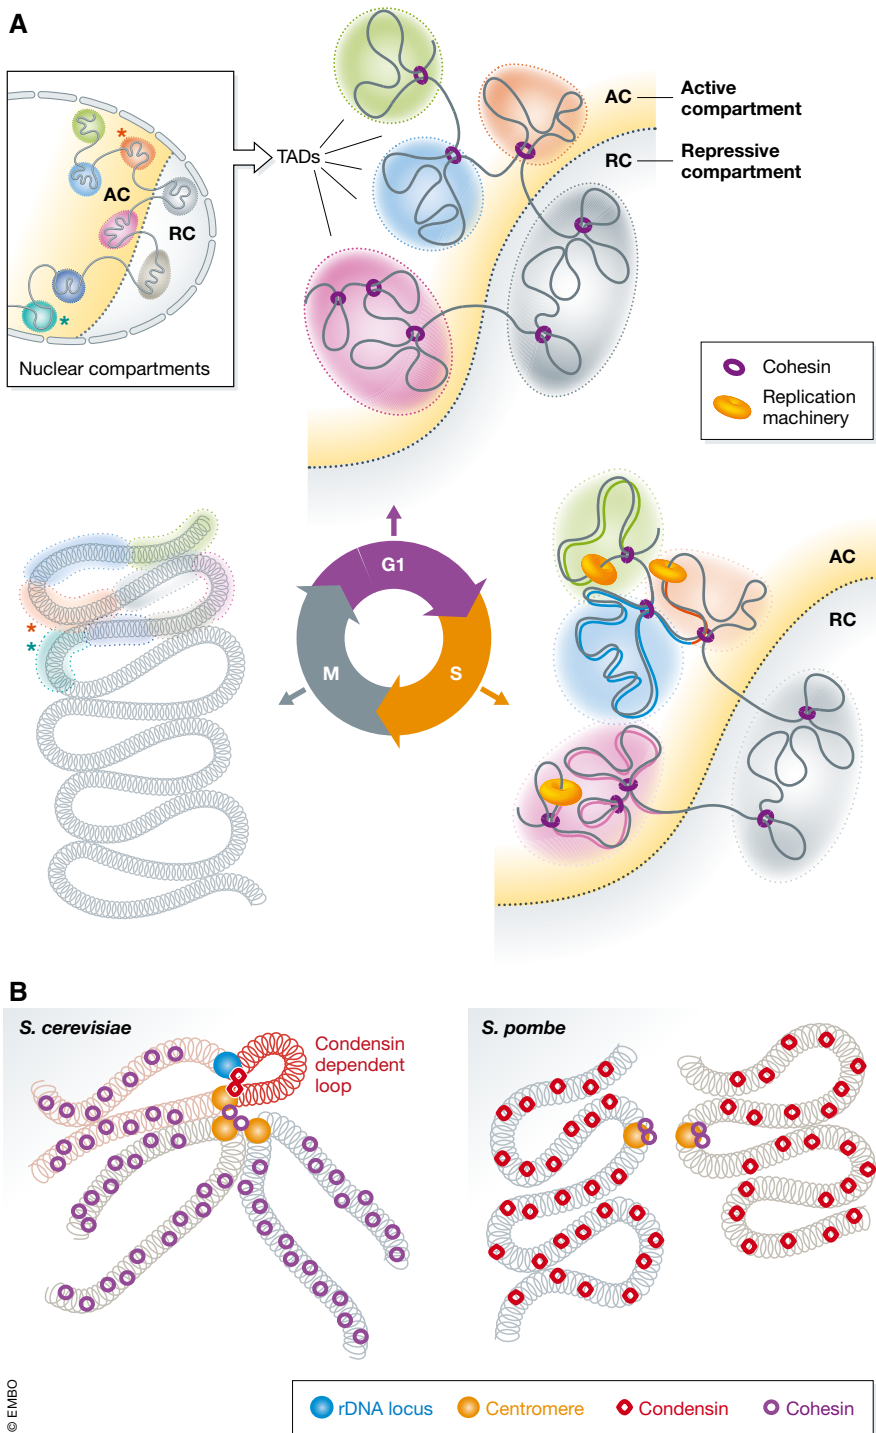 A
TADs
AC
Active
compartment
RC
Repressive
compartment
*
AC
RC
*
Nuclear compartments
Cohesin
Replication
machinery
G1
S
M
*
*
AC
RC
B
S. cerevisiae
Condensin
dependent
loop
S. pombe
© EMBO
rDNA locus
Centromere
Condensin
Cohesin